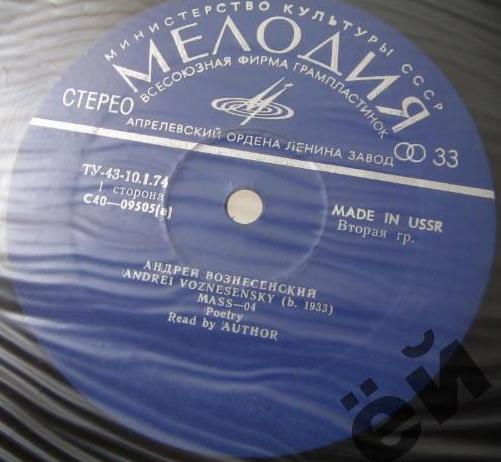 МИНИСТЕРСТВО КУЛЬТУРЫ СССР
МЕЛОДИЯ
ВСЕСОЮЗНАЯ ФИРМА ГРАМПЛАСТИНОК
СТЕРЕО
АПРЕЛЕВСКИЙ ОРДЕНА ЛЕНИНА ЗАВОД
33
ТУ-43-10.1.74
1 сторона
С40—09505(а)
MADE IN USSR
Вторая гр.
АНДРЕЙ ВОЗНЕСЕНСКИЙ
ANDREI VOZNESENSKY (b. 1933)
MASS—04
Poetry
Read by AUTHOR
ёй